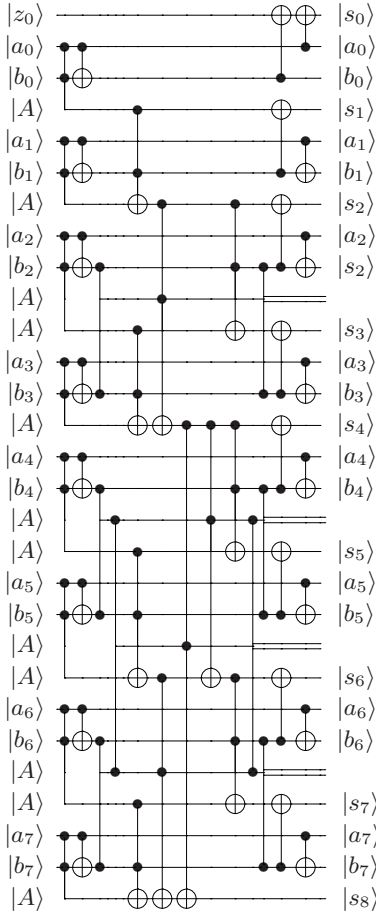 |z₀⟩ |s₀⟩
|a₀⟩ |a₀⟩
|b₀⟩ |b₀⟩
|A⟩ |s₁⟩
|a₁⟩ |a₁⟩
|b₁⟩ |b₁⟩
|A⟩ |s₂⟩
|a₂⟩ |a₂⟩
|b₂⟩ |s₂⟩
|A⟩
|A⟩ |s₃⟩
|a₃⟩ |a₃⟩
|b₃⟩ |b₃⟩
|A⟩ |s₄⟩
|a₄⟩ |a₄⟩
|b₄⟩ |b₄⟩
|A⟩
|A⟩ |s₅⟩
|a₅⟩ |a₅⟩
|b₅⟩ |b₅⟩
|A⟩
|A⟩ |s₆⟩
|a₆⟩ |a₆⟩
|b₆⟩ |b₆⟩
|A⟩
|A⟩ |s₇⟩
|a₇⟩ |a₇⟩
|b₇⟩ |b₇⟩
|A⟩ |s₈⟩